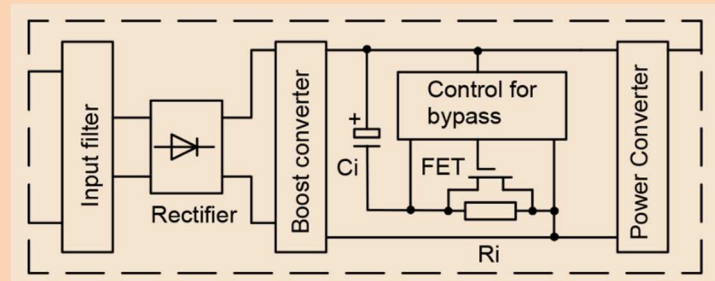 Input filter
Rectifier
Boost converter
+
Ci
Control for
bypass
FET
Ri
Power Converter